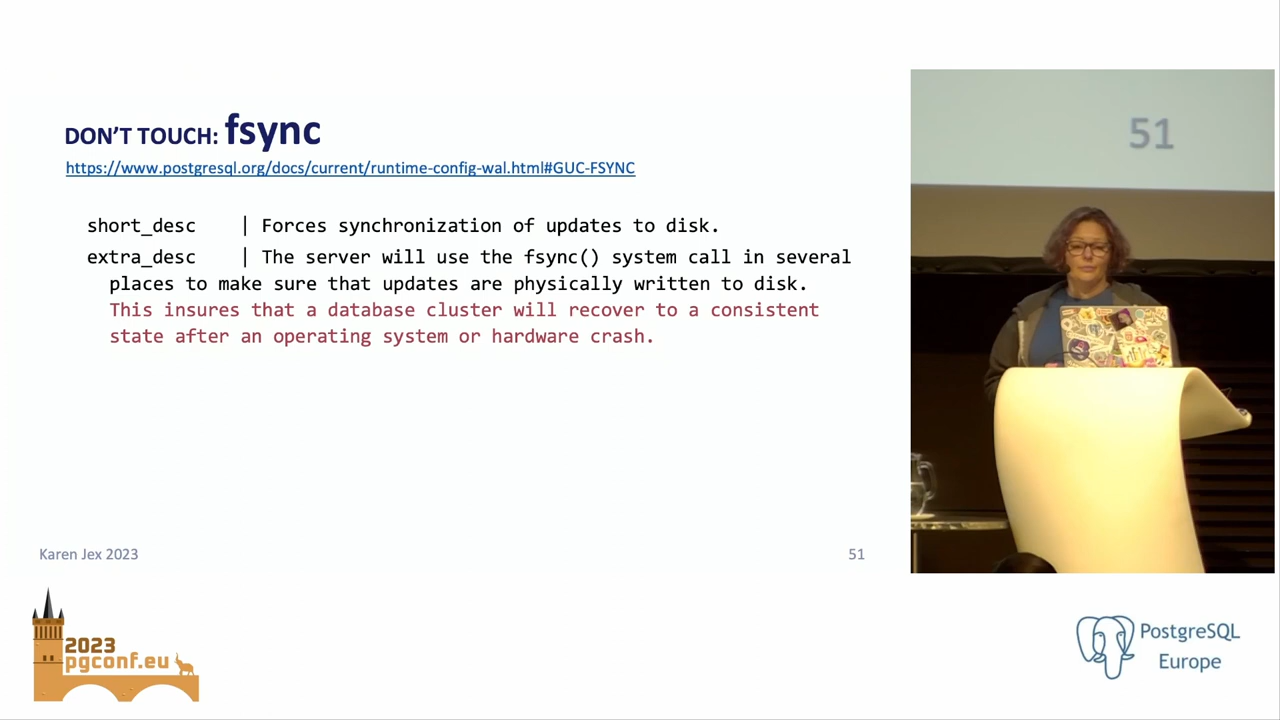 DON'T TOUCH: fsync
https://www.postgresql.org/docs/current/runtime-config-wal.html#GUC-FSYNC
short_desc | Forces synchronization of updates to disk.
extra_desc | The server will use the fsync() system call in several
places to make sure that updates are physically written to disk.
This insures that a database cluster will recover to a consistent
state after an operating system or hardware crash.
Karen Jex 2023
51
51
2023
pgconf.eu
PostgreSQL
Europe